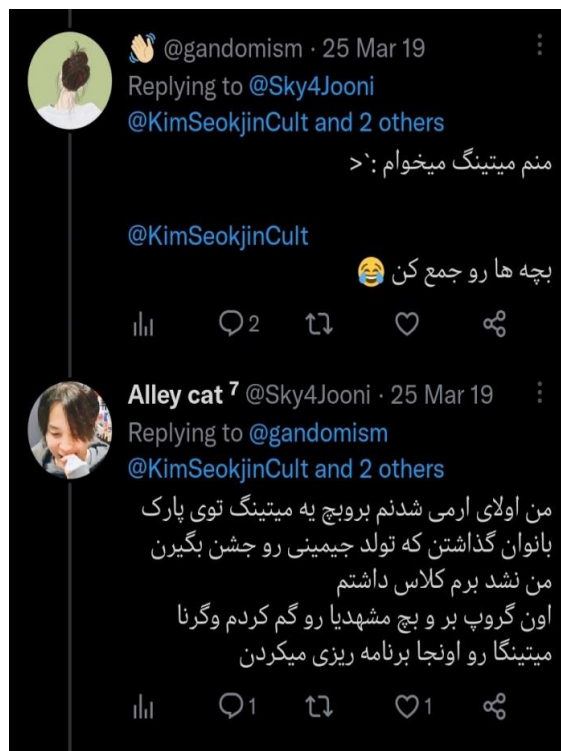 👋🏻 @gandomism · 25 Mar 19
Replying to @Sky4Jooni
@KimSeokjinCult and 2 others
منم میتینگ میخوام :`<
@KimSeokjinCult
بچه ها رو جمع کن 😂
2
Alley cat ⁷ @Sky4Jooni · 25 Mar 19
Replying to @gandomism
@KimSeokjinCult and 2 others
من اولای ارمی شدنم بروبچ یه میتینگ توی پارک
بانوان گذاشتن که تولد جیمینی رو جشن بگیرن
من نشد برم کلاس داشتم
اون گروپ بر و بچ مشهدیا رو گم کردم وگرنا
میتینگا رو اونجا برنامه ریزی میکردن
1 1